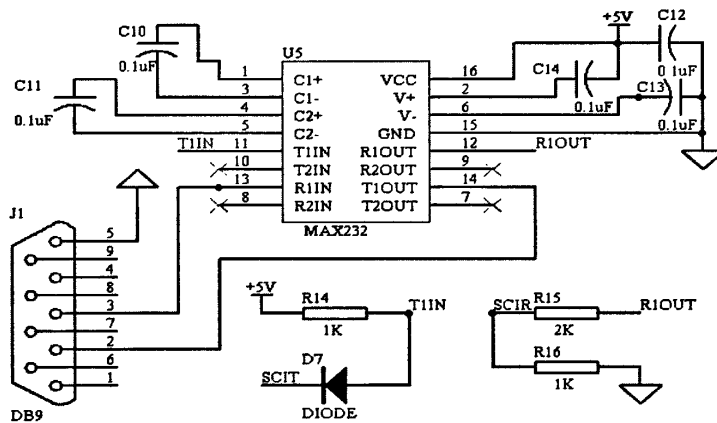 C10
0.1uF
C11
0.1uF
U5
1 C1+ VCC 16
3 C1- V+ 2
4 C2+ V- 6
5 C2- GND 15
T1IN 11 T1IN R1OUT 12 R1OUT
10 T2IN R2OUT 9
13 R1IN T1OUT 14
8 R2IN T2OUT 7
MAX232
+5V
C12
0.1uF
C14
0.1uF
C13
0.1uF
J1
5
9
4
8
3
7
2
6
1
DB9
+5V R14 T1IN
1K
D7
SCIT
DIODE
SCIR R15 R1OUT
2K
R16
1K